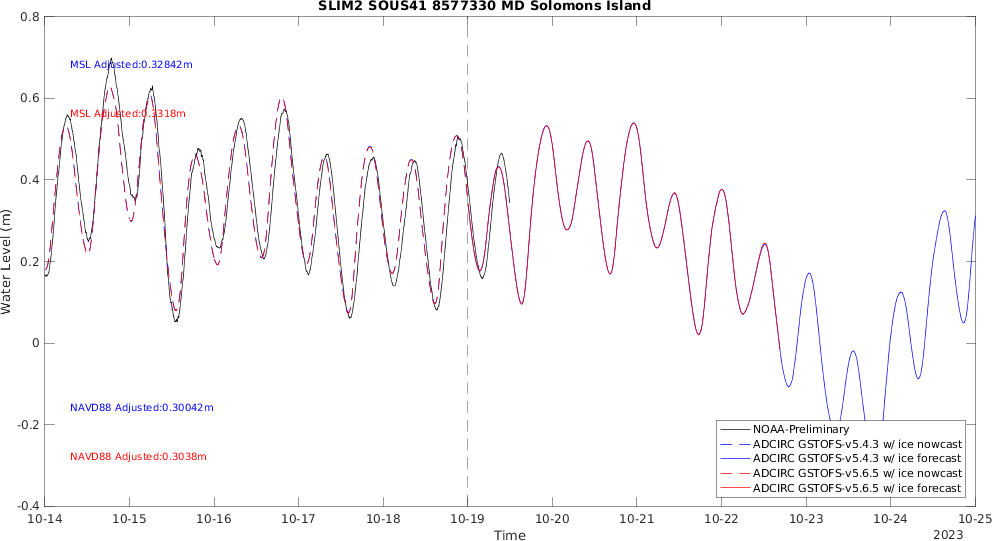 SLIM2 SOUS41 8577330 MD Solomons Island
0.8
0.6
0.4
0.2
0
-0.2
-0.4
Water Level (m)
MSL Adjusted:0.32842m
MSL Adjusted:0.3318m
NAVD88 Adjusted:0.30042m
NAVD88 Adjusted:0.3038m
NOAA-Preliminary
ADCIRC GSTOFS-v5.4.3 w/ ice nowcast
ADCIRC GSTOFS-v5.4.3 w/ ice forecast
ADCIRC GSTOFS-v5.6.5 w/ ice nowcast
ADCIRC GSTOFS-v5.6.5 w/ ice forecast
10-14 10-15 10-16 10-17 10-18 10-19 10-20 10-21 10-22 10-23 10-24 10-25
Time
2023